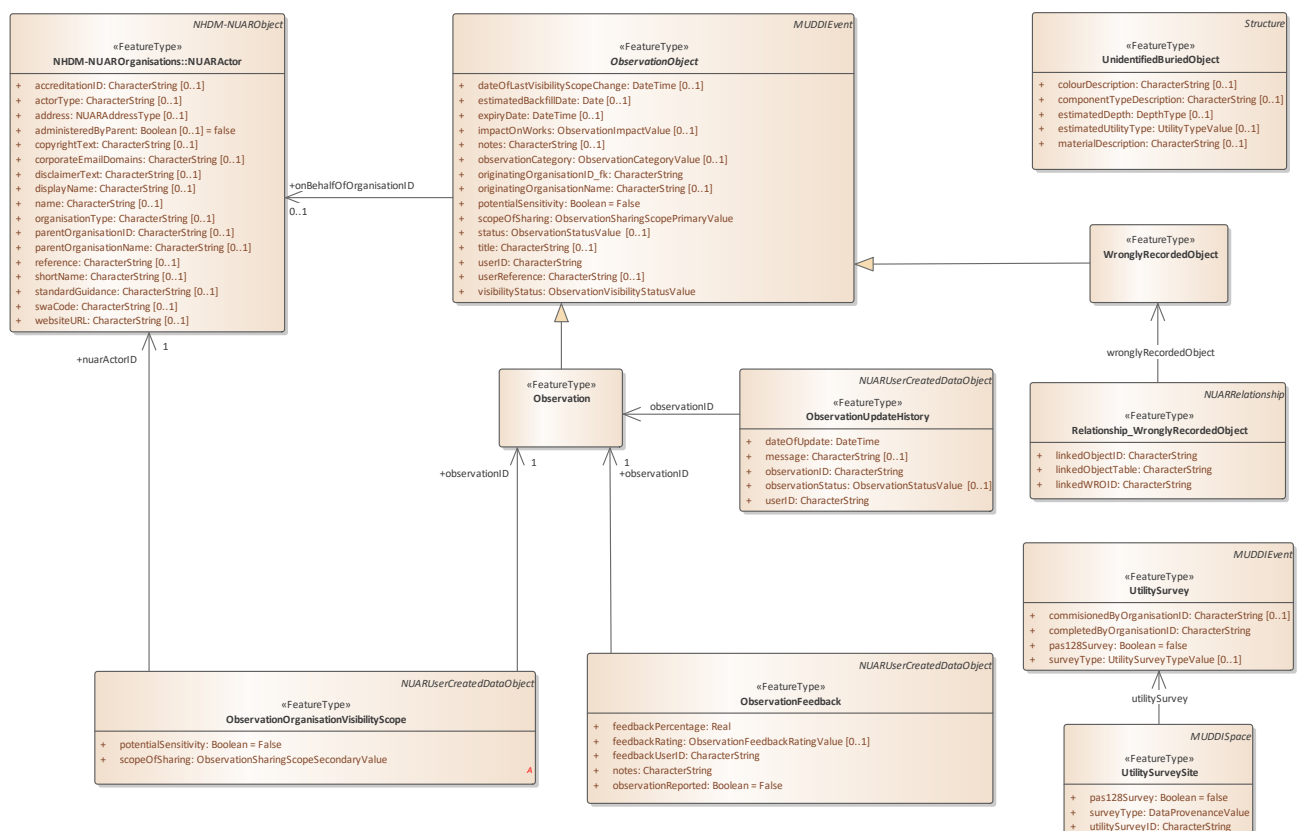 NHDM-NUARObject
«FeatureType»
NHDM-NUAROrganisations::NUARActor
+ accreditationID: CharacterString [0..1]
+ actorType: CharacterString [0..1]
+ address: NUARAddressType [0..1]
+ administeredByParent: Boolean [0..1] = false
+ copyrightText: CharacterString [0..1]
+ corporateEmailDomains: CharacterString [0..1]
+ disclaimerText: CharacterString [0..1]
+ displayName: CharacterString [0..1]
+ name: CharacterString [0..1]
+ organisationType: CharacterString [0..1]
+ parentOrganisationID: CharacterString [0..1]
+ parentOrganisationName: CharacterString [0..1]
+ reference: CharacterString [0..1]
+ shortName: CharacterString [0..1]
+ standardGuidance: CharacterString [0..1]
+ swaCode: CharacterString [0..1]
+ websiteURL: CharacterString [0..1]
+onBehalfOfOrganisationID
0..1
MUDDIEvent
«FeatureType»
ObservationObject
+ dateOfLastVisibilityScopeChange: DateTime [0..1]
+ estimatedBackfillDate: Date [0..1]
+ expiryDate: DateTime [0..1]
+ impactOnWorks: ObservationImpactValue [0..1]
+ notes: CharacterString [0..1]
+ observationCategory: ObservationCategoryValue [0..1]
+ originatingOrganisationID_fk: CharacterString
+ originatingOrganisationName: CharacterString [0..1]
+ potentialSensitivity: Boolean = False
+ scopeOfSharing: ObservationSharingScopePrimaryValue
+ status: ObservationStatusValue [0..1]
+ title: CharacterString [0..1]
+ userID: CharacterString
+ userReference: CharacterString [0..1]
+ visibilityStatus: ObservationVisibilityStatusValue
Structure
«FeatureType»
UnidentifiedBuriedObject
+ colourDescription: CharacterString [0..1]
+ componentTypeDescription: CharacterString [0..1]
+ estimatedDepth: DepthType [0..1]
+ estimatedUtilityType: UtilityTypeValue [0..1]
+ materialDescription: CharacterString [0..1]
«FeatureType»
WronglyRecordedObject
wronglyRecordedObject
NUARRelationship
«FeatureType»
Relationship_WronglyRecordedObject
+ linkedObjectID: CharacterString
+ linkedObjectTable: CharacterString
+ linkedWROID: CharacterString
+nuarActorID
1
«FeatureType»
Observation
observationID
NUARUserCreatedDataObject
«FeatureType»
ObservationUpdateHistory
+ dateOfUpdate: DateTime
+ message: CharacterString [0..1]
+ observationID: CharacterString
+ observationStatus: ObservationStatusValue [0..1]
+ userID: CharacterString
+observationID
1
1
+observationID
MUDDIEvent
«FeatureType»
UtilitySurvey
+ commisionedByOrganisationID: CharacterString [0..1]
+ completedByOrganisationID: CharacterString
+ pas128Survey: Boolean = false
+ surveyType: UtilitySurveyTypeValue [0..1]
utilitySurvey
NUARUserCreatedDataObject
«FeatureType»
ObservationOrganisationVisibilityScope
+ potentialSensitivity: Boolean = False
+ scopeOfSharing: ObservationSharingScopeSecondaryValue
A
NUARUserCreatedDataObject
«FeatureType»
ObservationFeedback
+ feedbackPercentage: Real
+ feedbackRating: ObservationFeedbackRatingValue [0..1]
+ feedbackUserID: CharacterString
+ notes: CharacterString
+ observationReported: Boolean = False
MUDDISpace
«FeatureType»
UtilitySurveySite
+ pas128Survey: Boolean = false
+ surveyType: DataProvenanceValue
+ utilitySurveyID: CharacterString